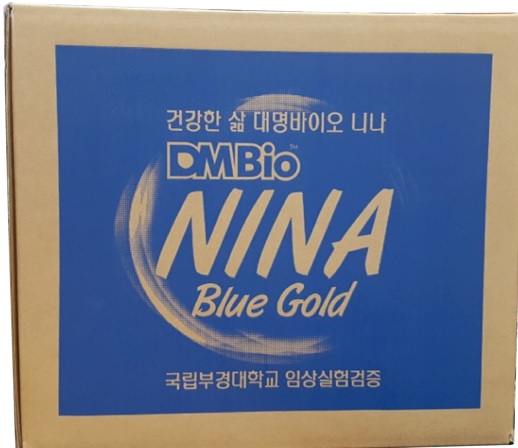 건강한 삶 대명바이오 니나
DMBio™
NINA
Blue Gold
국립부경대학교 임상실험검증